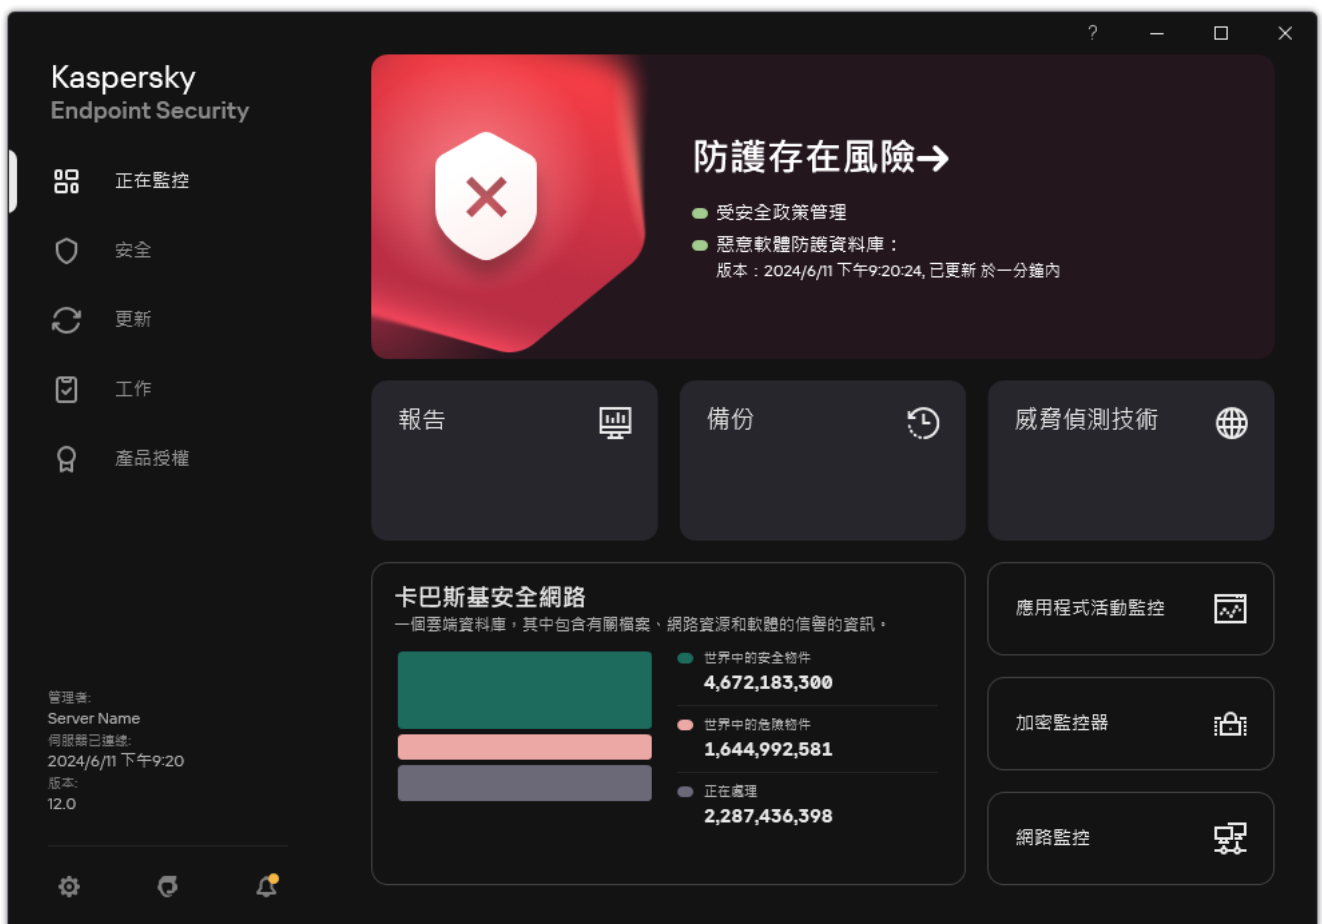 ?
Kaspersky
Endpoint Security
正在監控
安全
更新
工作
產品授權
管理者:
Server Name
伺服器已連線:
2024/6/11 下午9:20
版本:
12.0
防護存在風險→
受安全政策管理
惡意軟體防護資料庫：
版本：2024/6/11 下午9:20:24, 已更新 於一分鐘內
報告
備份
威脅偵測技術
卡巴斯基安全網路
一個雲端資料庫，其中包含有關檔案、網路資源和軟體的信譽的資訊。
世界中的安全物件
4,672,183,300
世界中的危險物件
1,644,992,581
正在處理
2,287,436,398
應用程式活動監控
加密監控器
網路監控